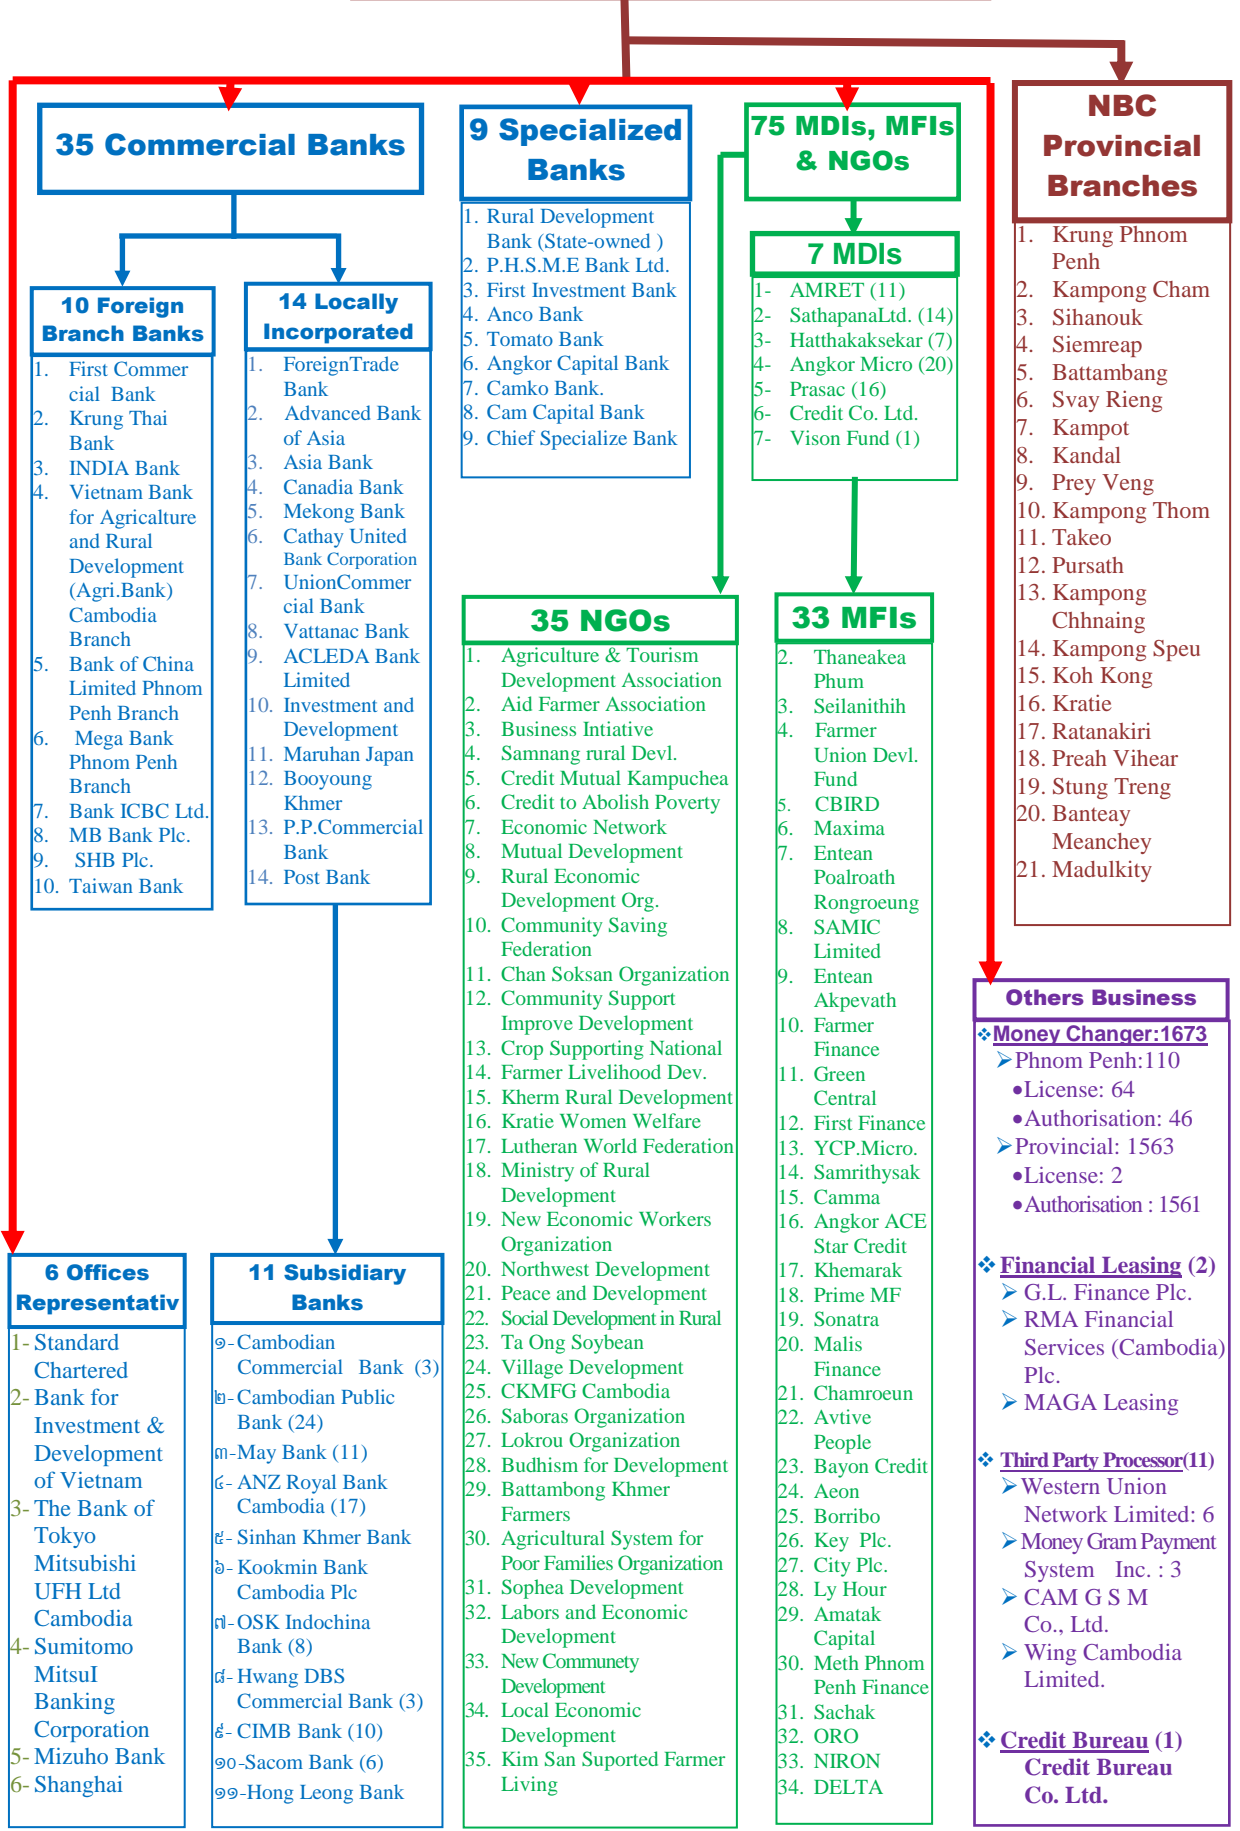 35 Commercial Banks
10 Foreign
Branch Banks
1. First Commer
cial Bank
2. Krung Thai
Bank
3. INDIA Bank
4. Vietnam Bank
for Agricalture
and Rural
Development
(Agri.Bank)
Cambodia
Branch
5. Bank of China
Limited Phnom
Penh Branch
6. Mega Bank
Phnom Penh
Branch
7. Bank ICBC Ltd.
8. MB Bank Plc.
9. SHB Plc.
10. Taiwan Bank
14 Locally
Incorporated
1. ForeignTrade
Bank
2. Advanced Bank
of Asia
3. Asia Bank
4. Canadia Bank
5. Mekong Bank
6. Cathay United
Bank Corporation
7. UnionCommer
cial Bank
8. Vattanac Bank
9. ACLEDA Bank
Limited
10. Investment and
Development
11. Maruhan Japan
12. Booyoung
Khmer
13. P.P.Commercial
Bank
14. Post Bank
6 Offices
Representativ
1- Standard
Chartered
2- Bank for
Investment &
Development
of Vietnam
3- The Bank of
Tokyo
Mitsubishi
UFH Ltd
Cambodia
4- Sumitomo
MitsuI
Banking
Corporation
5- Mizuho Bank
6- Shanghai
11 Subsidiary
Banks
១-Cambodian
Commercial Bank (3)
២-Cambodian Public
Bank (24)
៣-May Bank (11)
៤- ANZ Royal Bank
Cambodia (17)
៥- Sinhan Khmer Bank
៦- Kookmin Bank
Cambodia Plc
៧-OSK Indochina
Bank (8)
៨- Hwang DBS
Commercial Bank (3)
៩- CIMB Bank (10)
១០-Sacom Bank (6)
១១-Hong Leong Bank
9 Specialized
Banks
1. Rural Development
Bank (State-owned )
2. P.H.S.M.E Bank Ltd.
3. First Investment Bank
4. Anco Bank
5. Tomato Bank
6. Angkor Capital Bank
7. Camko Bank.
8. Cam Capital Bank
9. Chief Specialize Bank
75 MDIs, MFIs
& NGOs
7 MDIs
1- AMRET (11)
2- SathapanaLtd. (14)
3- Hatthakaksekar (7)
4- Angkor Micro (20)
5- Prasac (16)
6- Credit Co. Ltd.
7- Vison Fund (1)
35 NGOs
1. Agriculture & Tourism
Development Association
2. Aid Farmer Association
3. Business Intiative
4. Samnang rural Devl.
5. Credit Mutual Kampuchea
6. Credit to Abolish Poverty
7. Economic Network
8. Mutual Development
9. Rural Economic
Development Org.
10. Community Saving
Federation
11. Chan Soksan Organization
12. Community Support
Improve Development
13. Crop Supporting National
14. Farmer Livelihood Dev.
15. Kherm Rural Development
16. Kratie Women Welfare
17. Lutheran World Federation
18. Ministry of Rural
Development
19. New Economic Workers
Organization
20. Northwest Development
21. Peace and Development
22. Social Development in Rural
23. Ta Ong Soybean
24. Village Development
25. CKMFG Cambodia
26. Saboras Organization
27. Lokrou Organization
28. Budhism for Development
29. Battambong Khmer
Farmers
30. Agricultural System for
Poor Families Organization
31. Sophea Development
32. Labors and Economic
Development
33. New Communety
Development
34. Local Economic
Development
35. Kim San Suported Farmer
Living
33 MFIs
2. Thaneakea
Phum
3. Seilanithih
4. Farmer
Union Devl.
Fund
5. CBIRD
6. Maxima
7. Entean
Poalroath
Rongroeung
8. SAMIC
Limited
9. Entean
Akpevath
10. Farmer
Finance
11. Green
Central
12. First Finance
13. YCP.Micro.
14. Samrithysak
15. Camma
16. Angkor ACE
Star Credit
17. Khemarak
18. Prime MF
19. Sonatra
20. Malis
Finance
21. Chamroeun
22. Avtive
People
23. Bayon Credit
24. Aeon
25. Borribo
26. Key Plc.
27. City Plc.
28. Ly Hour
29. Amatak
Capital
30. Meth Phnom
Penh Finance
31. Sachak
32. ORO
33. NIRON
34. DELTA
NBC
Provincial
Branches
1. Krung Phnom
Penh
2. Kampong Cham
3. Sihanouk
4. Siemreap
5. Battambang
6. Svay Rieng
7. Kampot
8. Kandal
9. Prey Veng
10. Kampong Thom
11. Takeo
12. Pursath
13. Kampong
Chhnaing
14. Kampong Speu
15. Koh Kong
16. Kratie
17. Ratanakiri
18. Preah Vihear
19. Stung Treng
20. Banteay
Meanchey
21. Madulkity
Others Business
❖Money Changer:1673
➢Phnom Penh:110
•License: 64
•Authorisation: 46
➢Provincial: 1563
•License: 2
•Authorisation : 1561
❖ Financial Leasing (2)
➢ G.L. Finance Plc.
➢ RMA Financial
Services (Cambodia)
Plc.
➢ MAGA Leasing
❖ Third Party Processor(11)
➢Western Union
Network Limited: 6
➢Money Gram Payment
System Inc. : 3
➢ CAM G S M
Co., Ltd.
➢ Wing Cambodia
Limited.
❖ Credit Bureau (1)
Credit Bureau
Co. Ltd.